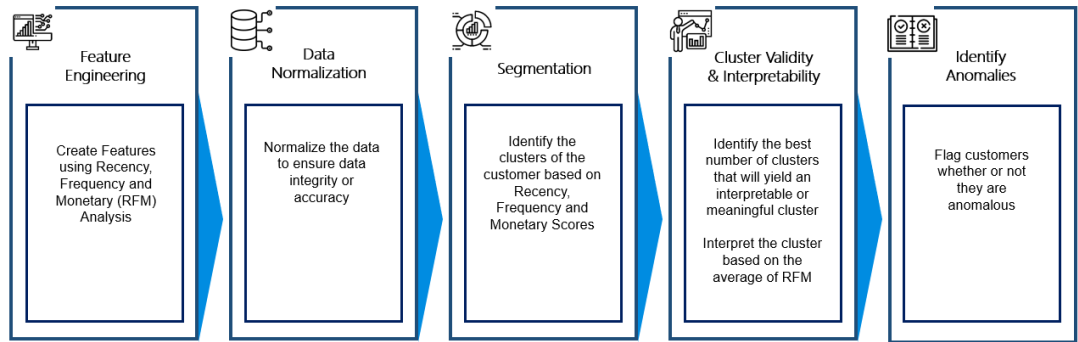 Feature
Engineering
Create Features
using Recency,
Frequency and
Monetary (RFM)
Analysis
Data
Normalization
Normalize the data
to ensure data
integrity or
accuracy
Segmentation
Identify the
clusters of the
customer based on
Recency,
Frequency and
Monetary Scores
Cluster Validity
& Interpretability
Identify the best
number of clusters
that will yield an
interpretable or
meaningful cluster
Interpret the cluster
based on the
average of RFM
Identify
Anomalies
Flag customers
whether or not
they are
anomalous